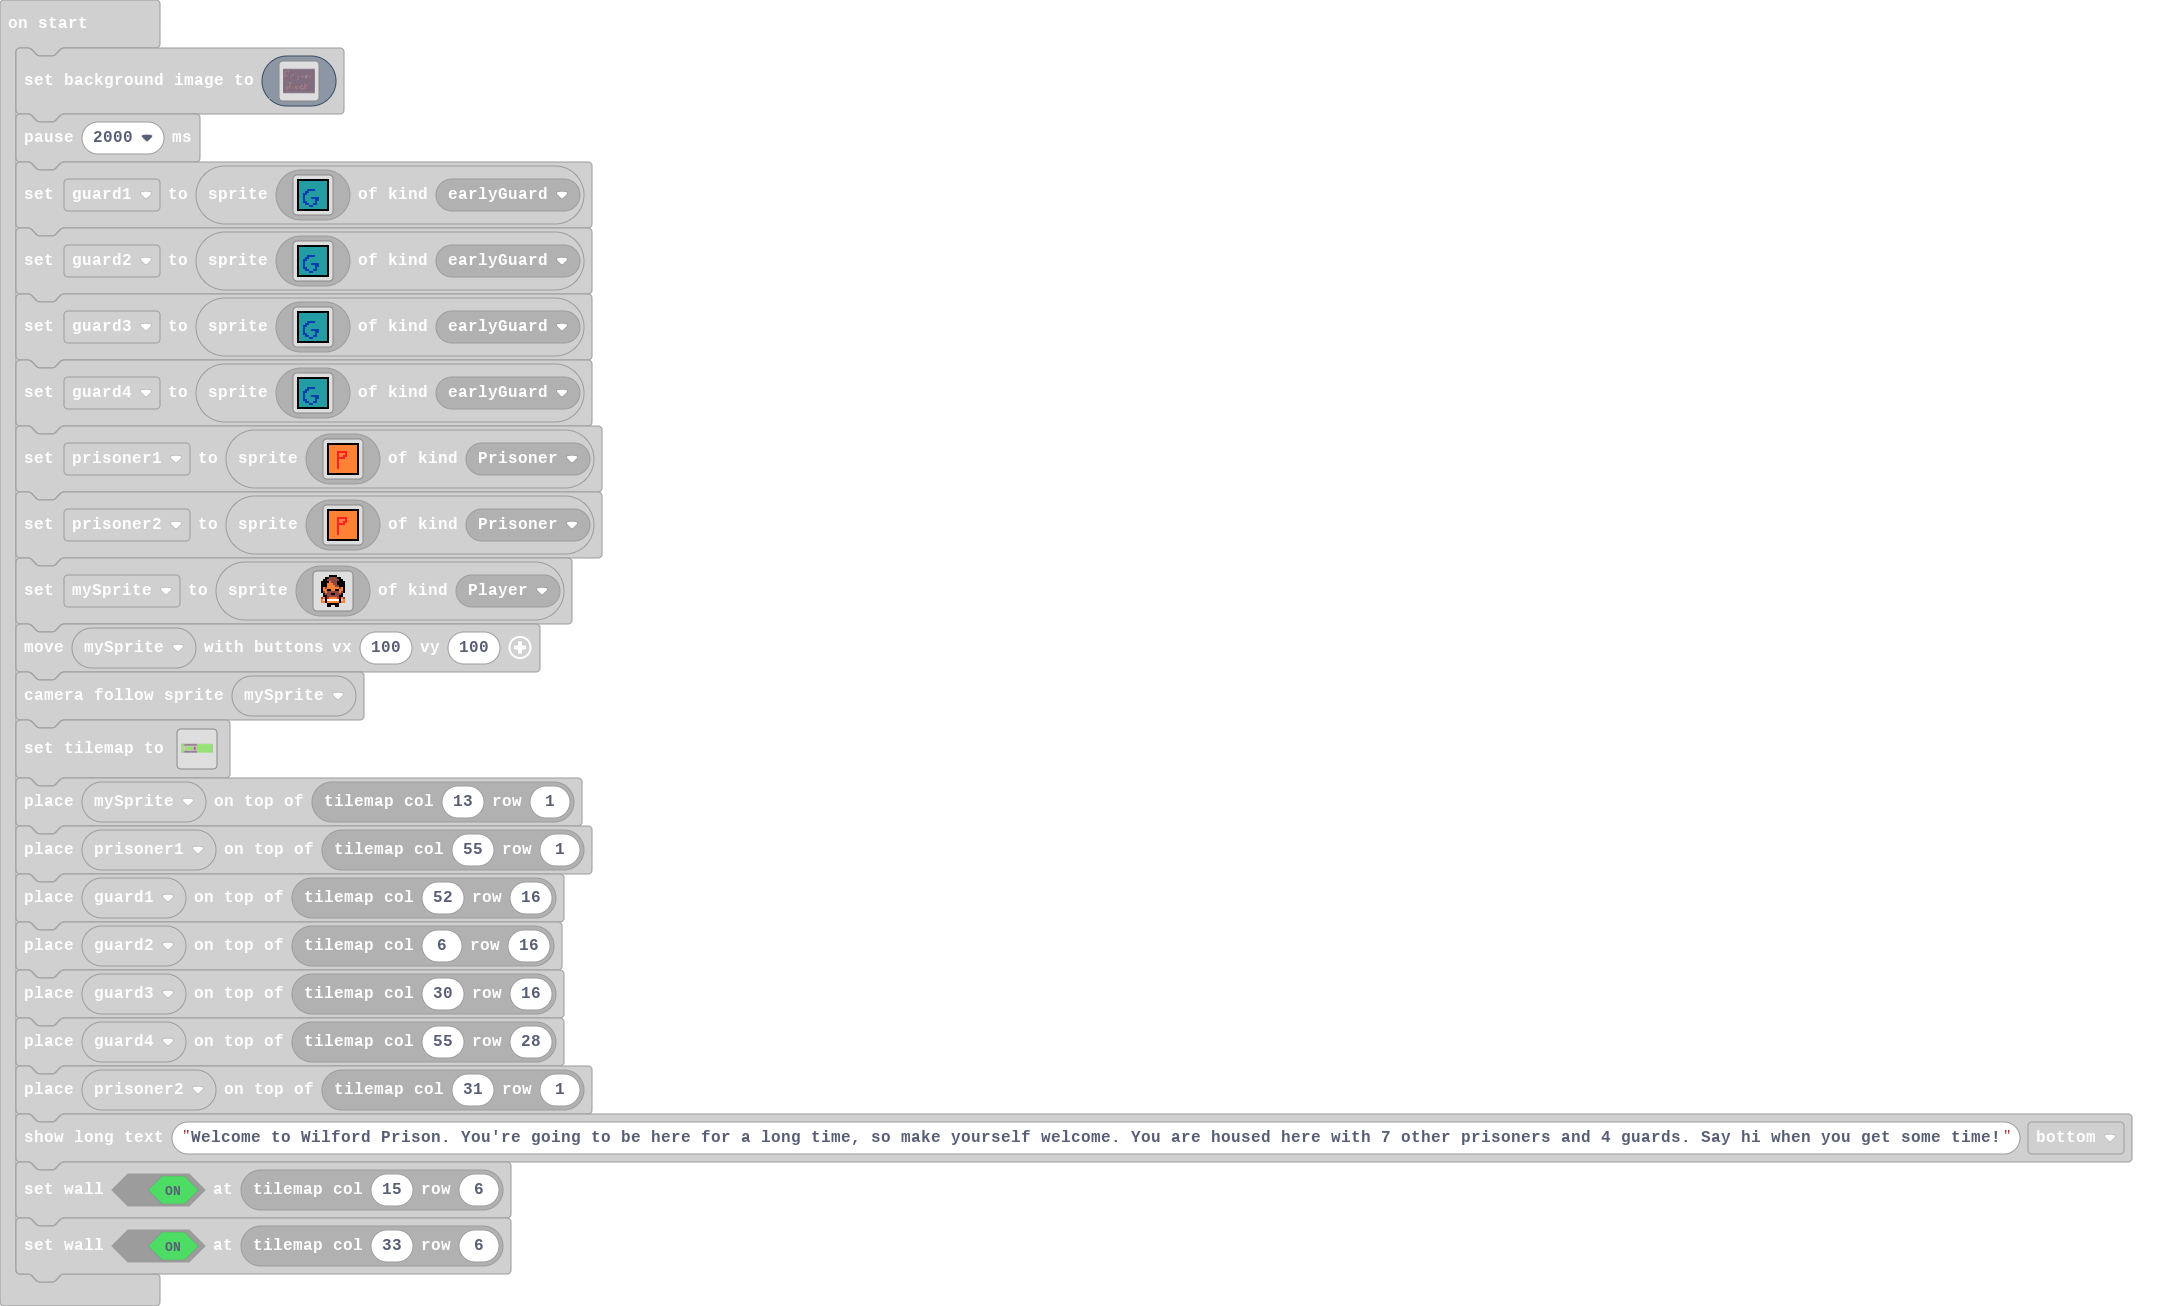 on start
set background image to
pause 2000 ms
set guard1 to sprite G of kind earlyGuard
set guard2 to sprite G of kind earlyGuard
set guard3 to sprite G of kind earlyGuard
set guard4 to sprite G of kind earlyGuard
set prisoner1 to sprite P of kind Prisoner
set prisoner2 to sprite P of kind Prisoner
set mySprite to sprite of kind Player
move mySprite with buttons vx 100 vy 100
camera follow sprite mySprite
set tilemap to
place mySprite on top of tilemap col 13 row 1
place prisoner1 on top of tilemap col 55 row 1
place guard1 on top of tilemap col 52 row 16
place guard2 on top of tilemap col 6 row 16
place guard3 on top of tilemap col 30 row 16
place guard4 on top of tilemap col 55 row 28
place prisoner2 on top of tilemap col 31 row 1
show long text "Welcome to Wilford Prison. You're going to be here for a long time, so make yourself welcome. You are housed here with 7 other prisoners and 4 guards. Say hi when you get some time!" bottom
set wall ON at tilemap col 15 row 6
set wall ON at tilemap col 33 row 6